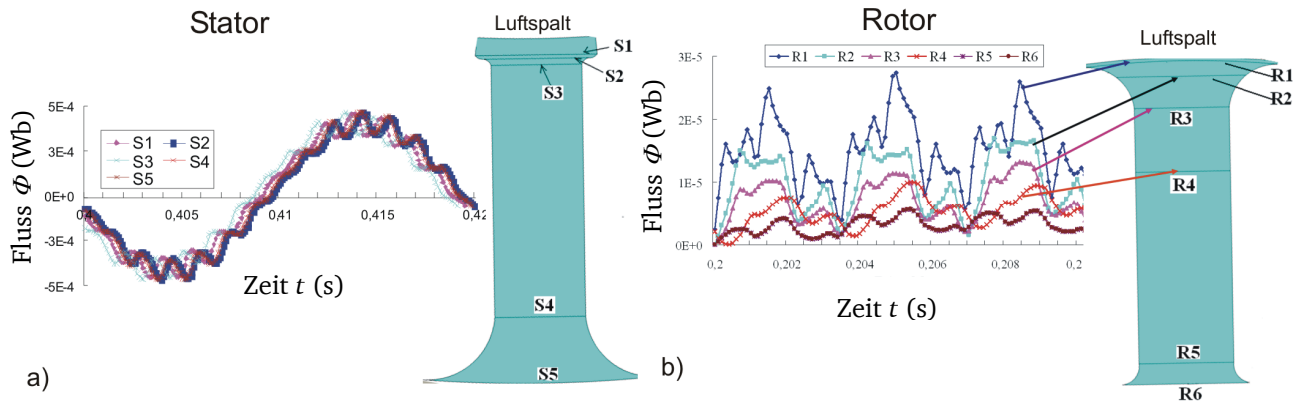 Stator
Luftspalt
S1
S2
S3
Fluss Φ (Wb)
5E-4
3E-4
0E+0
-3E-4
-5E-4
S1 S2
S3 S4
S5
0,4 0,405 0,411 0,415 0,42
Zeit t (s)
S4
S5
a)
Rotor
Luftspalt
R1 R2 R3 R4 R5 R6
Fluss Φ (Wb)
3E-5
2E-5
1E-5
0E+0
0,2 0,202 0,204 0,206 0,208 0,2
Zeit t (s)
R1
R2
R3
R4
R5
R6
b)